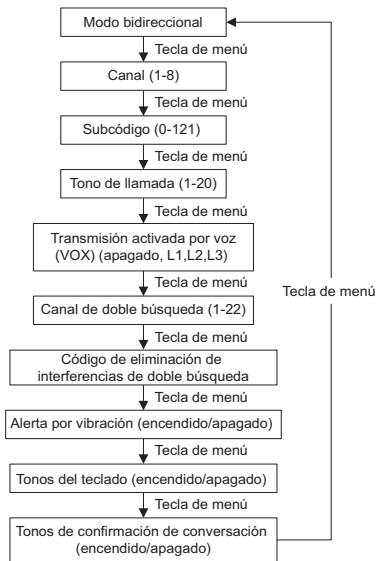 Modo bidireccional
Tecla de menú
Canal (1-8)
Tecla de menú
Subcódigo (0-121)
Tecla de menú
Tono de llamada (1-20)
Tecla de menú
Transmisión activada por voz
(VOX) (apagado, L1,L2,L3)
Tecla de menú
Canal de doble búsqueda (1-22)
Tecla de menú
Código de eliminación de
interferencias de doble búsqueda
Tecla de menú
Alerta por vibración (encendido/apagado)
Tecla de menú
Tonos del teclado (encendido/apagado)
Tecla de menú
Tonos de confirmación de conversación
(encendido/apagado)
Tecla de menú